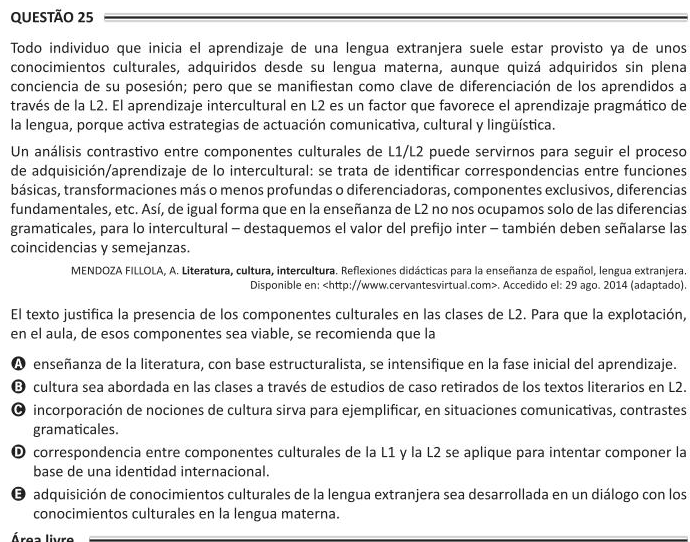 QUESTÃO 25
Todo individuo que inicia el aprendizaje de una lengua extranjera suele estar provisto ya de unos
conocimientos culturales, adquiridos desde su lengua materna, aunque quizá adquiridos sin plena
conciencia de su posesión; pero que se manifiestan como clave de diferenciación de los aprendidos a
través de la L2. El aprendizaje intercultural en L2 es un factor que favorece el aprendizaje pragmático de
la lengua, porque activa estrategias de actuación comunicativa, cultural y lingüística.
Un análisis contrastivo entre componentes culturales de L1/L2 puede servirnos para seguir el proceso
de adquisición/aprendizaje de lo intercultural: se trata de identificar correspondencias entre funciones
básicas, transformaciones más o menos profundas o diferenciadoras, componentes exclusivos, diferencias
fundamentales, etc. Así, de igual forma que en la enseñanza de L2 no nos ocupamos solo de las diferencias
gramaticales, para lo intercultural – destaquemos el valor del prefijo inter – también deben señalarse las
coincidencias y semejanzas.
MENDOZA FILLOLA, A. Literatura, cultura, intercultura. Reflexiones didácticas para la enseñanza de español, lengua extranjera.
Disponible en: <http://www.cervantesvirtual.com>. Accedido el: 29 ago. 2014 (adaptado).
El texto justifica la presencia de los componentes culturales en las clases de L2. Para que la explotación,
en el aula, de esos componentes sea viable, se recomienda que la
A enseñanza de la literatura, con base estructuralista, se intensifique en la fase inicial del aprendizaje.
B cultura sea abordada en las clases a través de estudios de caso retirados de los textos literarios en L2.
C incorporación de nociones de cultura sirva para ejemplificar, en situaciones comunicativas, contrastes
gramaticales.
D correspondencia entre componentes culturales de la L1 y la L2 se aplique para intentar componer la
base de una identidad internacional.
E adquisición de conocimientos culturales de la lengua extranjera sea desarrollada en un diálogo con los
conocimientos culturales en la lengua materna.
Área livre